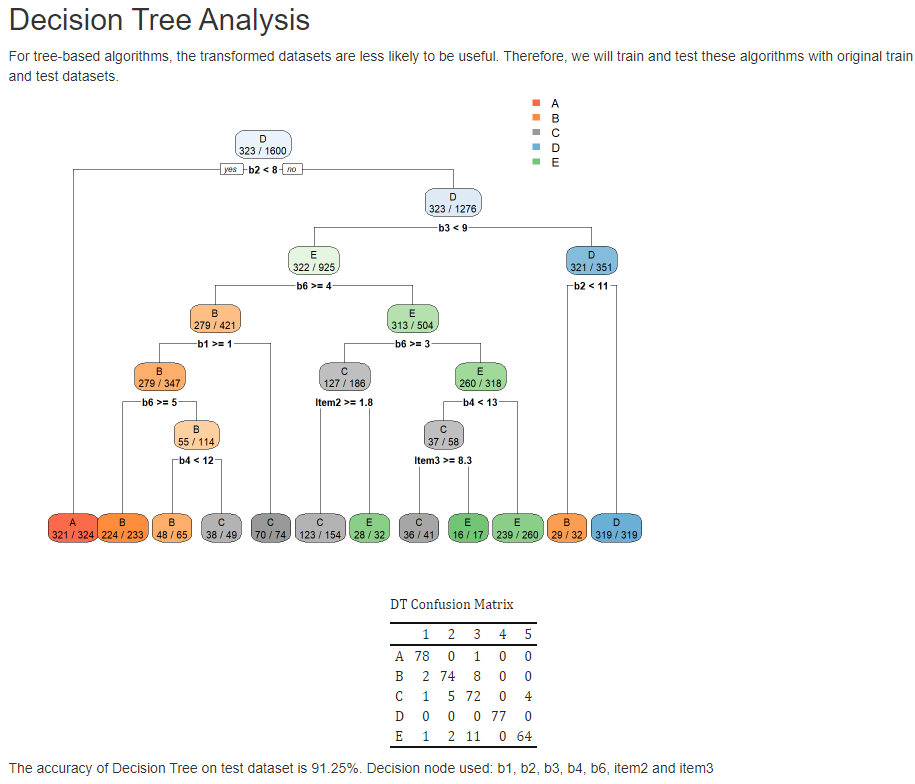 Decision Tree Analysis
For tree-based algorithms, the transformed datasets are less likely to be useful. Therefore, we will train and test these algorithms with original train
and test datasets.
A
B
C
D
E
D
323 / 1600
yes b2 < 8 no
D
323 / 1276
b3 < 9
E
322 / 925
D
321 / 351
b6 >= 4
b2 < 11
B
279 / 421
E
313 / 504
b1 >= 1
b6 >= 3
B
279 / 347
C
127 / 186
E
260 / 318
b6 >= 5
Item2 >= 1.8
b4 < 13
B
55 / 114
C
37 / 58
b4 < 12
Item3 >= 8.3
A
321 / 324
B
224 / 233
B
48 / 65
C
38 / 49
C
70 / 74
C
123 / 154
E
28 / 32
C
36 / 41
E
16 / 17
E
239 / 260
B
29 / 32
D
319 / 319
DT Confusion Matrix
1 2 3 4 5
A 78 0 1 0 0
B 2 74 8 0 0
C 1 5 72 0 4
D 0 0 0 77 0
E 1 2 11 0 64
The accuracy of Decision Tree on test dataset is 91.25%. Decision node used: b1, b2, b3, b4, b6, item2 and item3